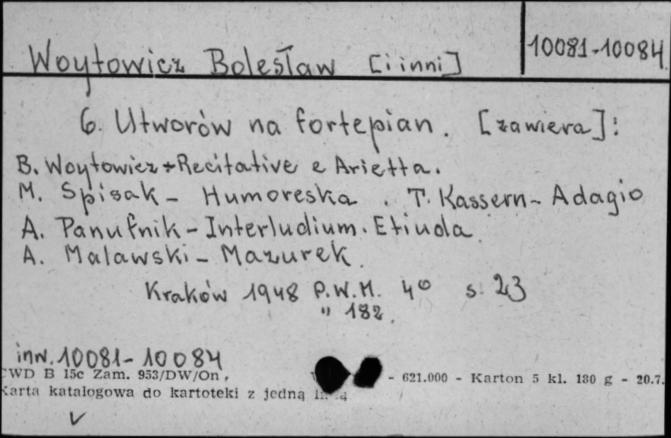 10081-10084
Woytowicz Bolesław [i inni]
6. Utworów na fortepian. [zawiera]:
B. Woytowicz - Recitative e Arietta.
M. Spisak - Humoreska. T. Kassern - Adagio
A. Panufnik - Interludium. Etiuda
A. Malawski - Mazurek.
Kraków 1948 P.W.M. 4° s. 23
" 182.
inw. 10081-10084
CWD B 15c Zam. 953/DW/On, - 621.000 - Karton 5 kl. 180 g - 20.7.
Karta katalogowa do kartoteki z jedną